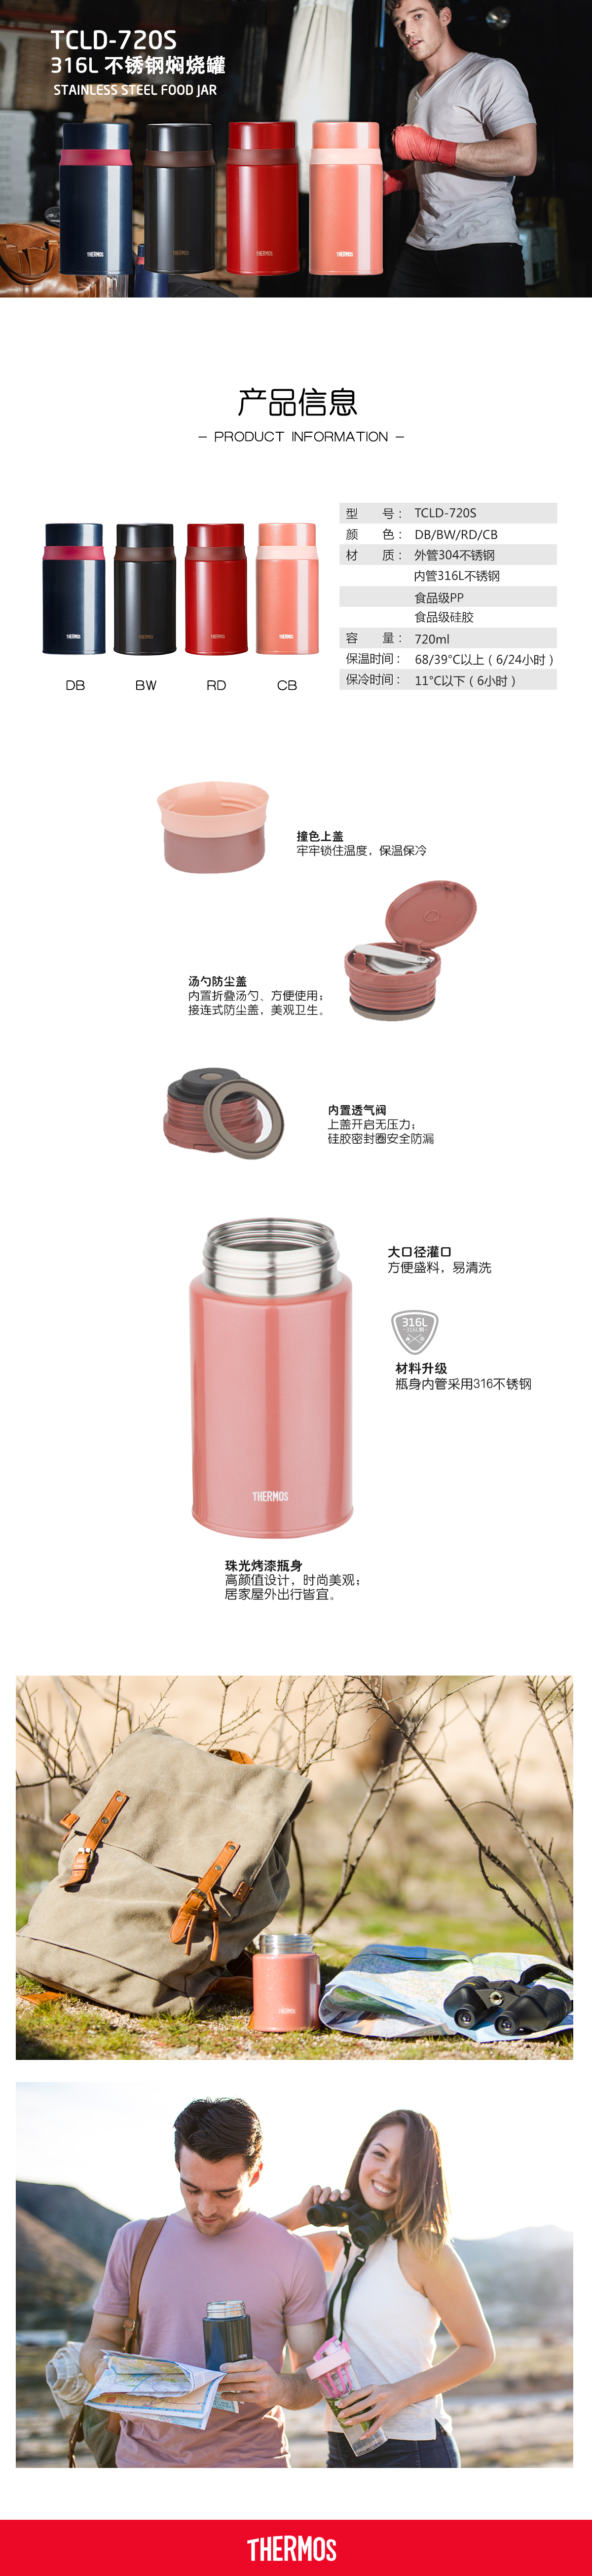 TCLD-720S
316L 不锈钢焖烧罐
STAINLESS STEEL FOOD JAR
THERMOS
THERMOS
THERMOS
THERMOS
产品信息
– PRODUCT INFORMATION –
THERMOS
THERMOS
THERMOS
THERMOS
DB
BW
RD
CB
型 号： TCLD-720S
颜 色： DB/BW/RD/CB
材 质： 外管304不锈钢
内管316L不锈钢
食品级PP
食品级硅胶
容 量： 720ml
保温时间： 68/39°C以上（6/24小时）
保冷时间： 11°C以下（6小时）
撞色上盖
牢牢锁住温度，保温保冷
汤勺防尘盖
内置折叠汤勺、方便使用；
接连式防尘盖，美观卫生。
内置透气阀
上盖开启无压力；
硅胶密封圈安全防漏
大口径灌口
方便盛料，易清洗
316L
材料升级
瓶身内管采用316不锈钢
THERMOS
珠光烤漆瓶身
高颜值设计，时尚美观；
居家屋外出行皆宜。
THERMOS
THERMOS
THERMOS